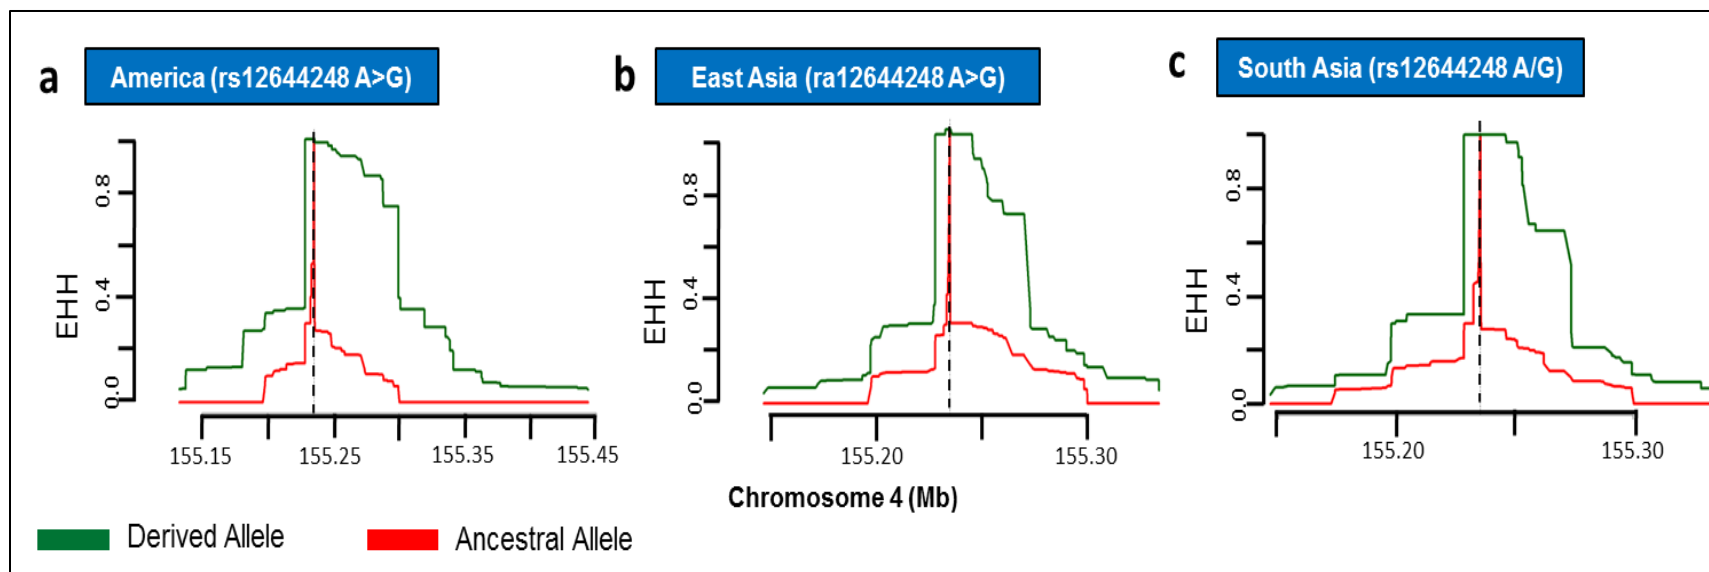 a
America (rs12644248 A>G)
b
East Asia (ra12644248 A>G)
c
South Asia (rs12644248 A/G)
EHH
0.8
0.4
0.0
155.15
155.25
155.35
155.45
EHH
0.8
0.4
0.0
155.20
155.30
EHH
0.8
0.4
0.0
155.20
155.30
Chromosome 4 (Mb)
Derived Allele
Ancestral Allele